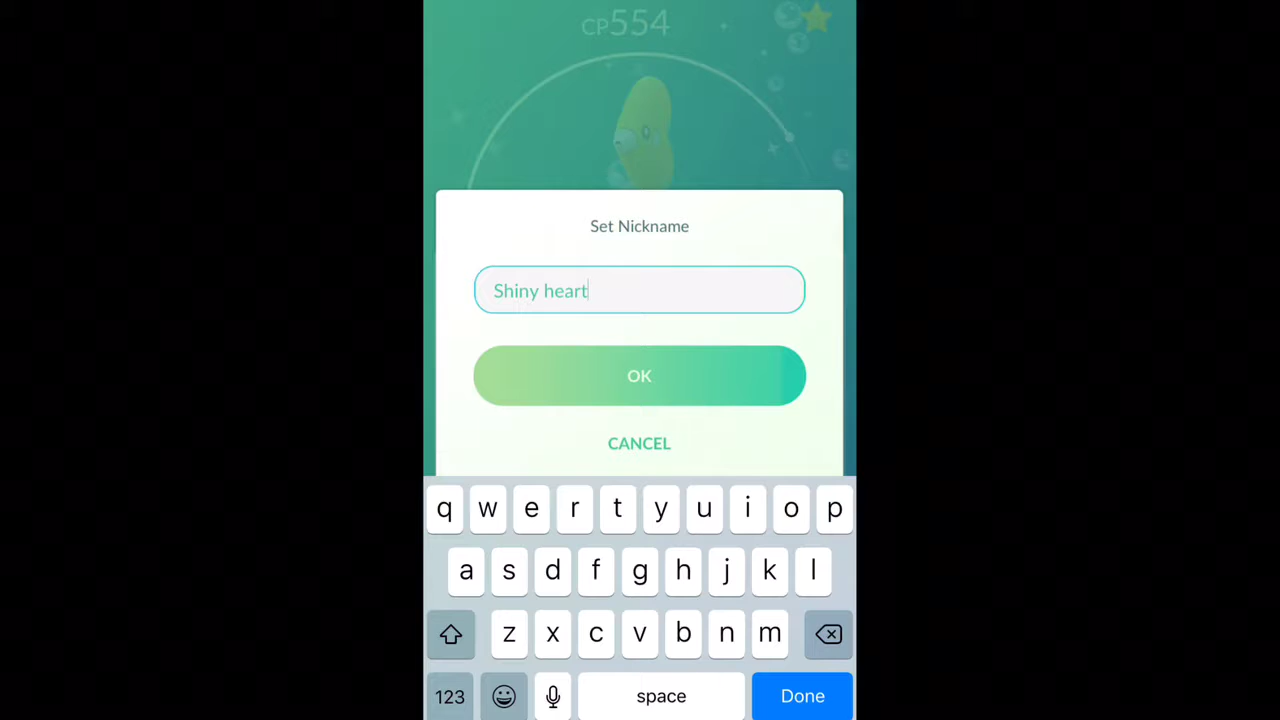 CP554
Set Nickname
Shiny heart
OK
CANCEL
q w e r t y u i o p
a s d f g h j k l
z x c v b n m
123 space Done